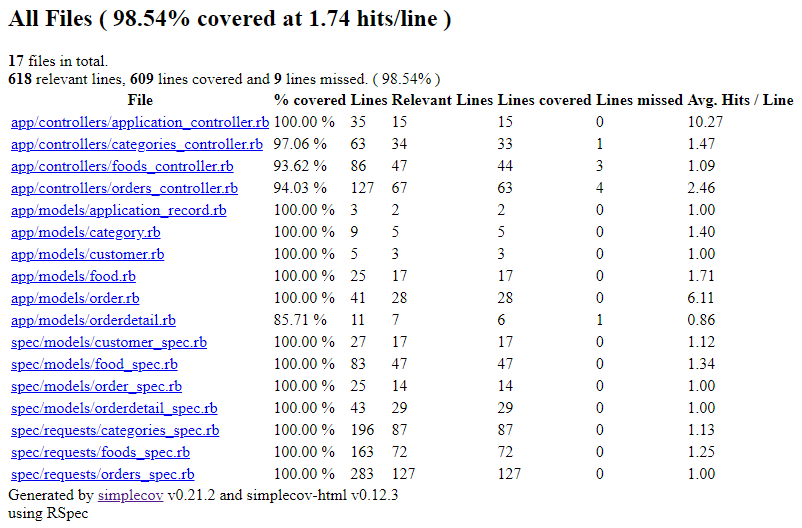 All Files ( 98.54% covered at 1.74 hits/line )
17 files in total.
618 relevant lines, 609 lines covered and 9 lines missed. ( 98.54% )
File % covered Lines Relevant Lines Lines covered Lines missed Avg. Hits / Line
app/controllers/application_controller.rb 100.00 % 35 15 15 0 10.27
app/controllers/categories_controller.rb 97.06 % 63 34 33 1 1.47
app/controllers/foods_controller.rb 93.62 % 86 47 44 3 1.09
app/controllers/orders_controller.rb 94.03 % 127 67 63 4 2.46
app/models/application_record.rb 100.00 % 3 2 2 0 1.00
app/models/category.rb 100.00 % 9 5 5 0 1.40
app/models/customer.rb 100.00 % 5 3 3 0 1.00
app/models/food.rb 100.00 % 25 17 17 0 1.71
app/models/order.rb 100.00 % 41 28 28 0 6.11
app/models/orderdetail.rb 85.71 % 11 7 6 1 0.86
spec/models/customer_spec.rb 100.00 % 27 17 17 0 1.12
spec/models/food_spec.rb 100.00 % 83 47 47 0 1.34
spec/models/order_spec.rb 100.00 % 25 14 14 0 1.00
spec/models/orderdetail_spec.rb 100.00 % 43 29 29 0 1.00
spec/requests/categories_spec.rb 100.00 % 196 87 87 0 1.13
spec/requests/foods_spec.rb 100.00 % 163 72 72 0 1.25
spec/requests/orders_spec.rb 100.00 % 283 127 127 0 1.00
Generated by simplecov v0.21.2 and simplecov-html v0.12.3
using RSpec